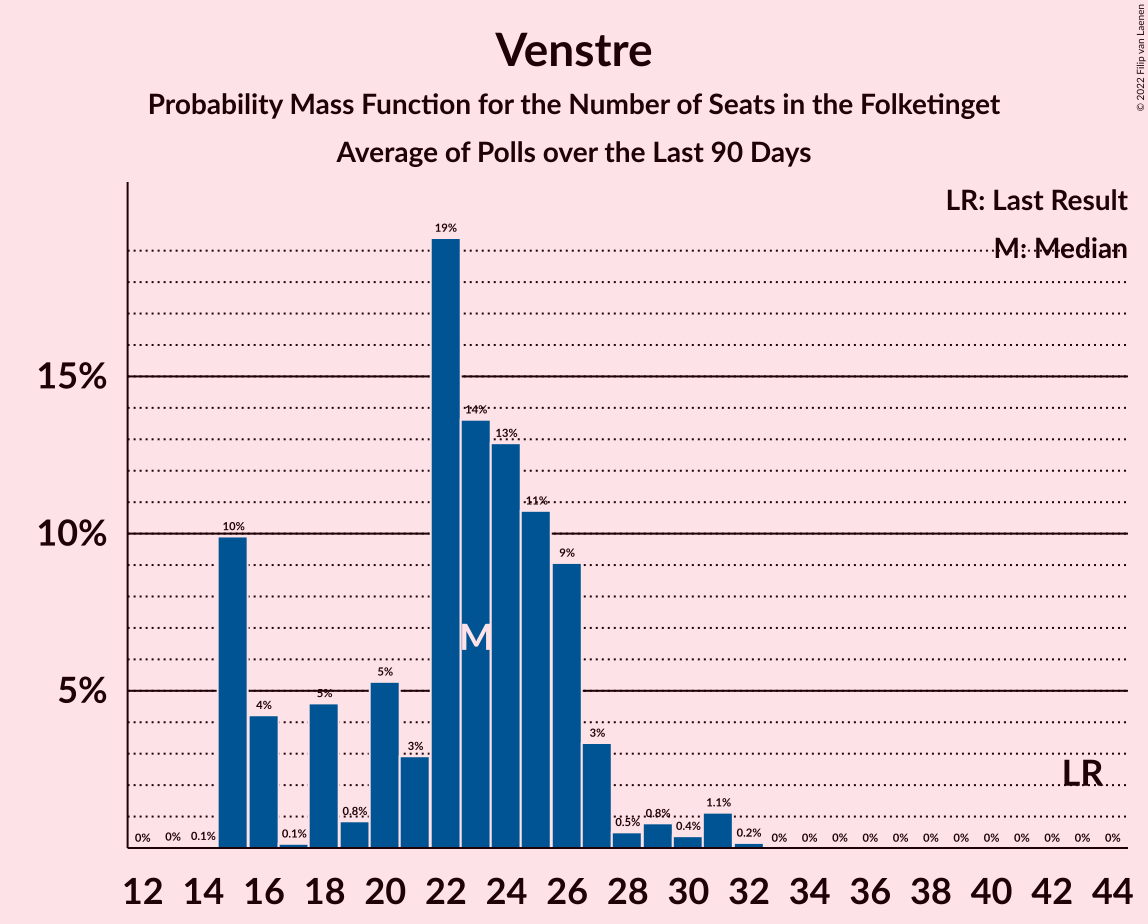 Venstre
Probability Mass Function for the Number of Seats in the Folketinget
Average of Polls over the Last 90 Days
© 2022 Filip van Laenen
LR: Last Result
M: Median
15%
10%
5%
0% 0% 0.1% 10% 4% 0.1% 5% 0.8% 5% 3% 19% 14% 13% 11% 9% 3% 0.5% 0.8% 0.4% 1.1% 0.2% 0% 0% 0% 0% 0% 0% 0% 0% 0% 0% 0% 0%
M
LR
12 14 16 18 20 22 24 26 28 30 32 34 36 38 40 42 44